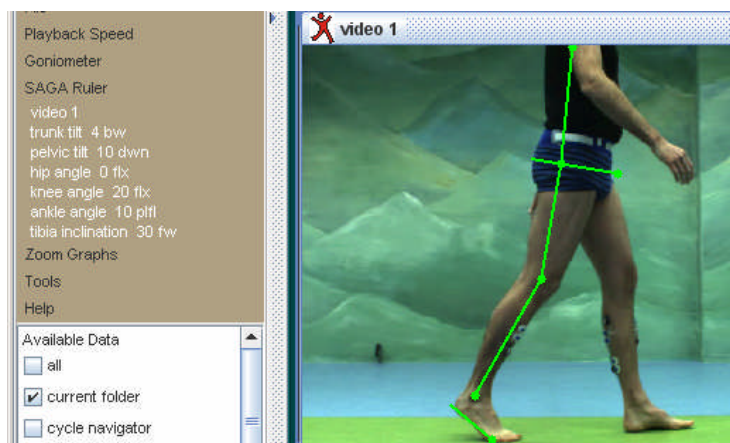 Playback Speed
Goniometer
SAGA Ruler
video 1
trunk tilt 4 bw
pelvic tilt 10 dwn
hip angle 0 flx
knee angle 20 flx
ankle angle 10 plfl
tibia inclination 30 fw
Zoom Graphs
Tools
Help
Available Data
all
current folder
cycle navigator
video 1